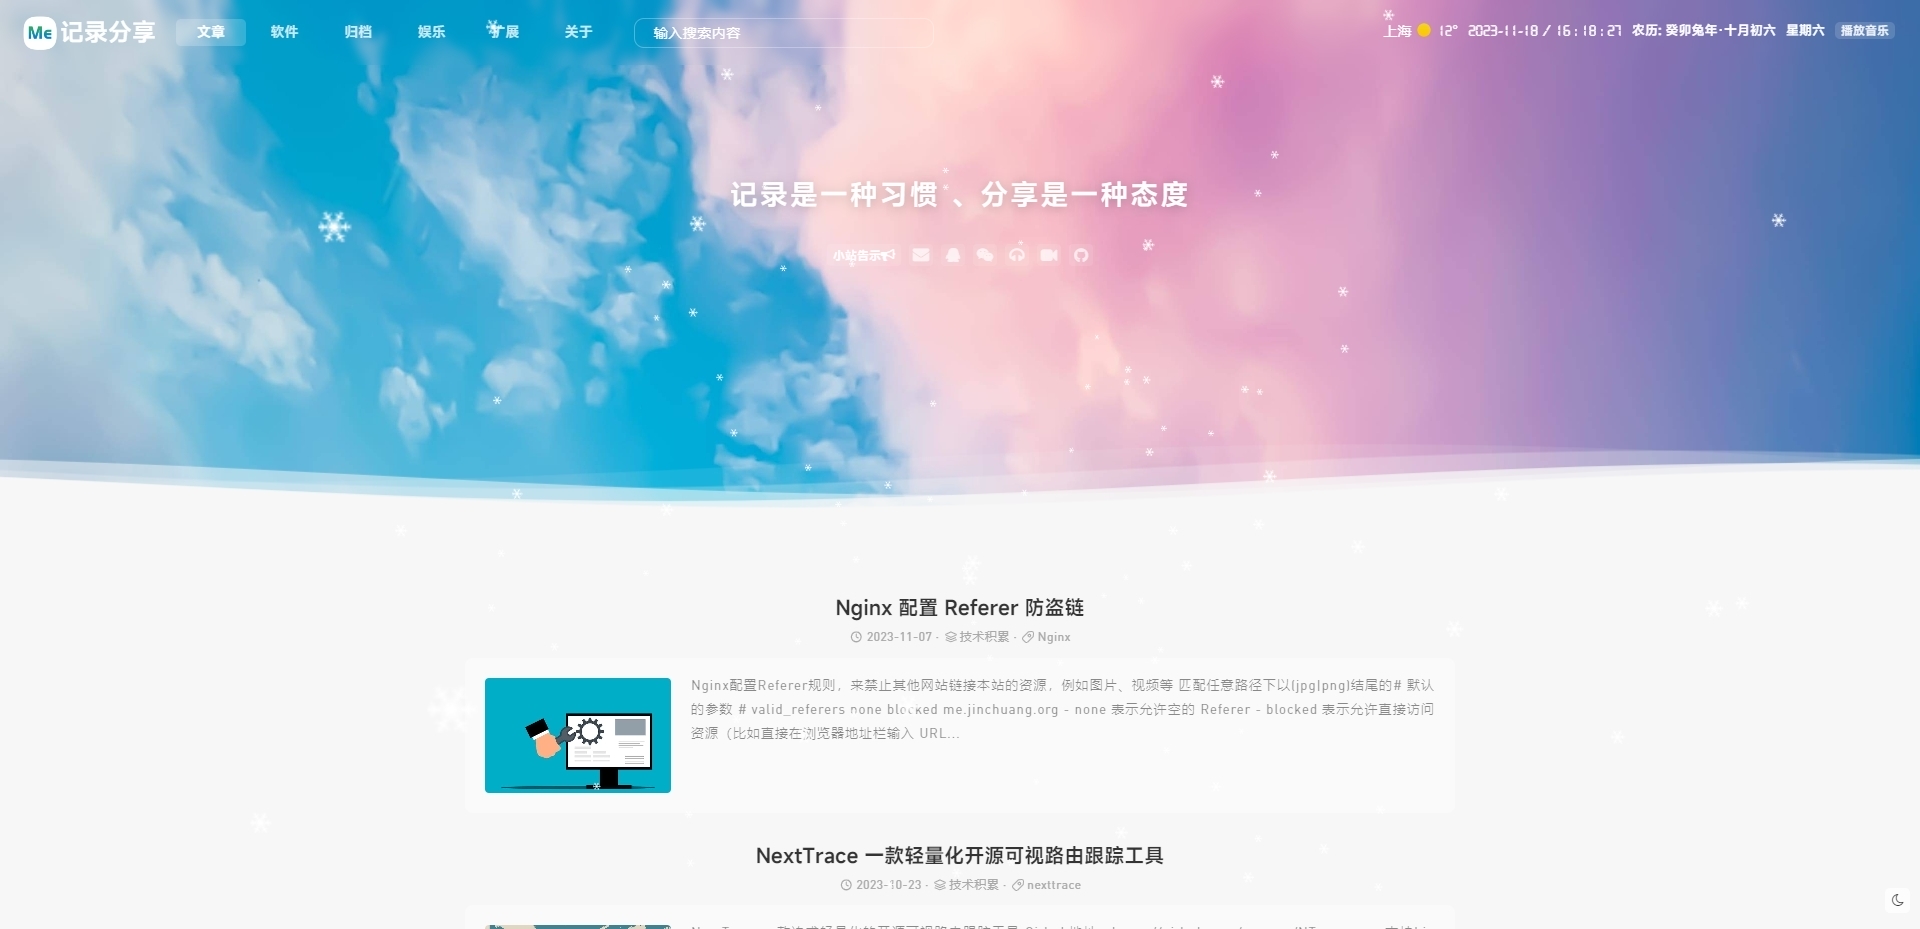 Me 记录分享 文章 软件 归档 娱乐 扩展 关于 输入搜索内容 上海 12° 2023-11-18 / 16:18:27 农历: 癸卯兔年·十月初六 星期六 播放音乐
记录是一种习惯 、分享是一种态度
小站告示
Nginx 配置 Referer 防盗链
2023-11-07 · 技术积累 · Nginx
Nginx配置Referer规则，来禁止其他网站链接本站的资源，例如图片、视频等 匹配任意路径下以(jpg|png)结尾的# 默认
的参数 # valid_referers none blocked me.jinchuang.org - none 表示允许空的 Referer - blocked 表示允许直接访问
资源（比如直接在浏览器地址栏输入 URL...
NextTrace 一款轻量化开源可视路由跟踪工具
2023-10-23 · 技术积累 · nexttrace